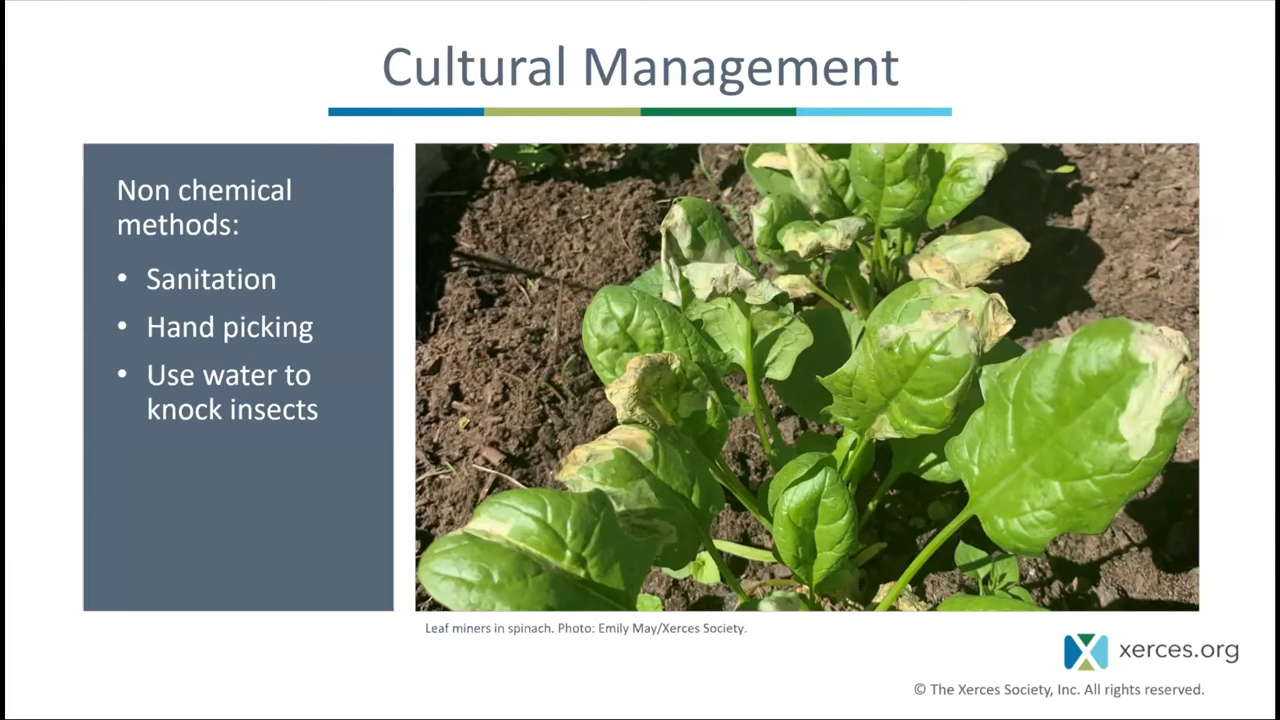 Cultural Management
Non chemical
methods:
• Sanitation
• Hand picking
• Use water to
knock insects
Leaf miners in spinach. Photo: Emily May/Xerces Society.
xerces.org
© The Xerces Society, Inc. All rights reserved.